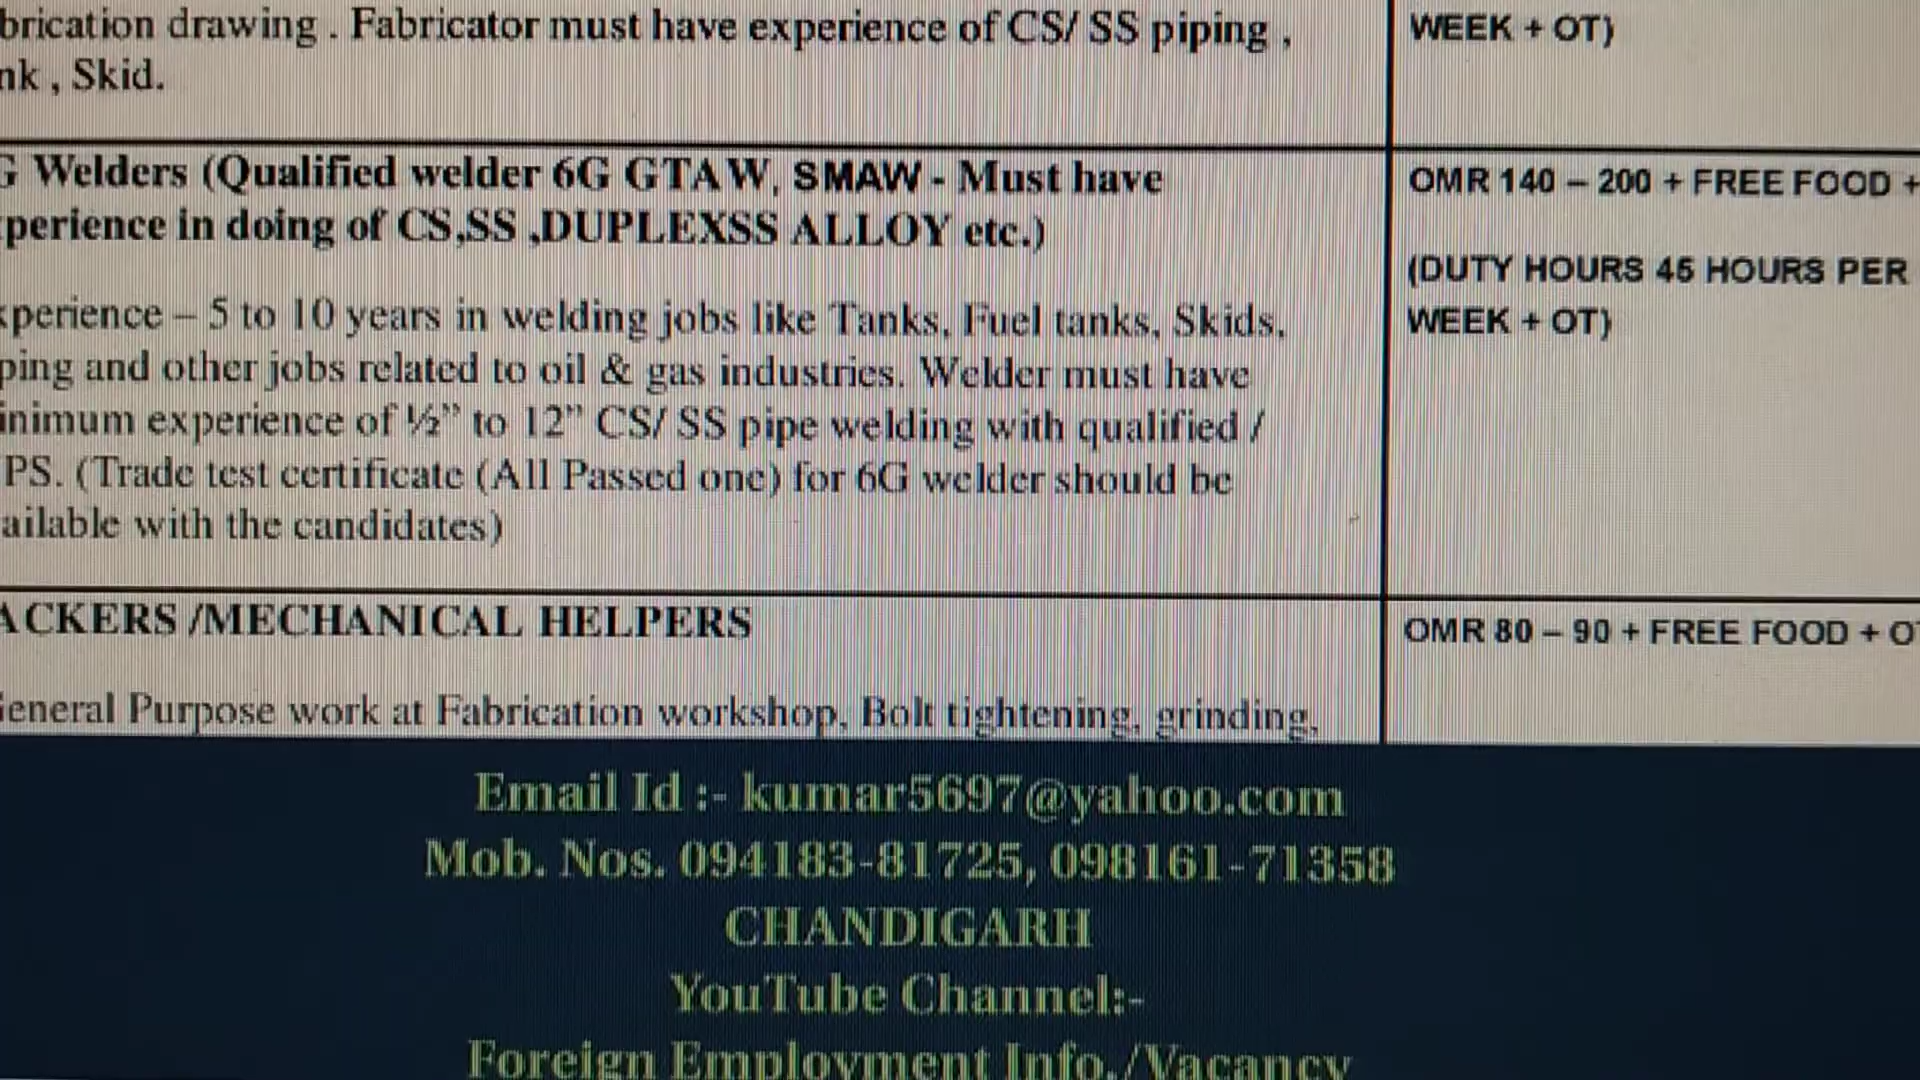 brication drawing . Fabricator must have experience of CS/ SS piping ,
nk , Skid.
WEEK + OT)
G Welders (Qualified welder 6G GTAW, SMAW - Must have
perience in doing of CS,SS ,DUPLEXSS ALLOY etc.)
xperience – 5 to 10 years in welding jobs like Tanks, Fuel tanks, Skids,
ping and other jobs related to oil & gas industries. Welder must have
inimum experience of ½” to 12” CS/ SS pipe welding with qualified /
PS. (Trade test certificate (All Passed one) for 6G welder should be
ailable with the candidates)
OMR 140 – 200 + FREE FOOD +
(DUTY HOURS 45 HOURS PER
WEEK + OT)
ACKERS /MECHANICAL HELPERS
General Purpose work at Fabrication workshop, Bolt tightening, grinding,
OMR 80 – 90 + FREE FOOD + OT
Email Id :- kumar5697@yahoo.com
Mob. Nos. 094183-81725, 098161-71358
CHANDIGARH
YouTube Channel:-
Foreign Employment Info./Vacancy